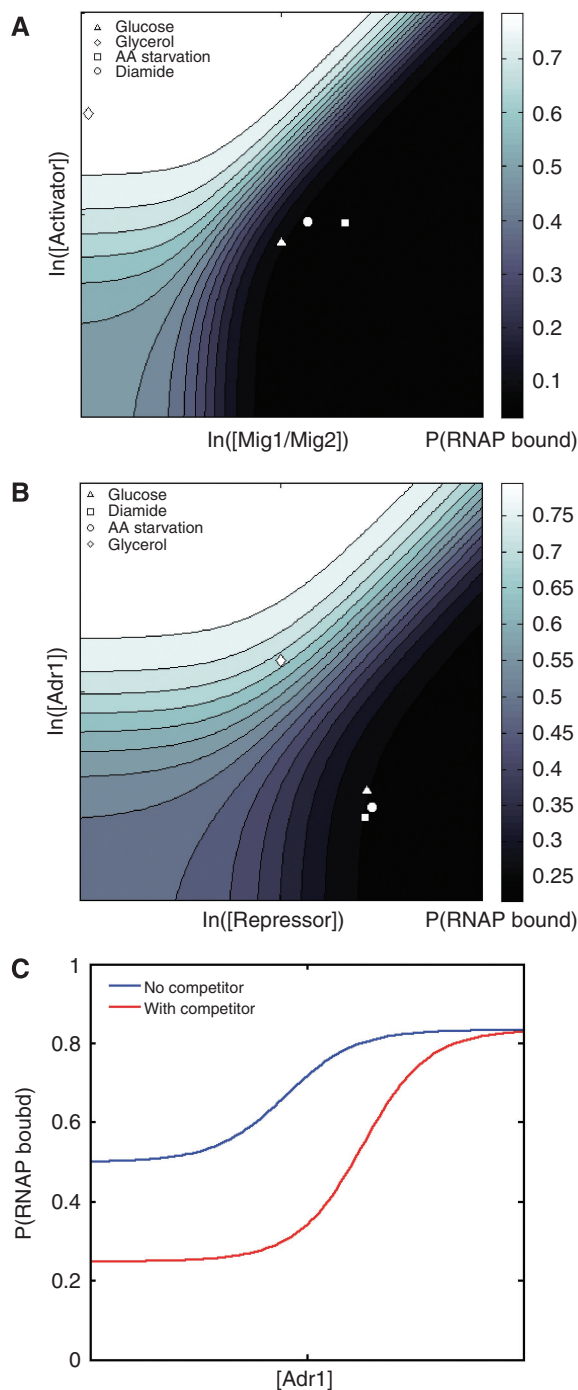 A
Glucose
Glycerol
AA starvation
Diamide
ln([Activator])
ln([Mig1/Mig2])
0.7
0.6
0.5
0.4
0.3
0.2
0.1
P(RNAP bound)
B
Glucose
Diamide
AA starvation
Glycerol
ln([Adr1])
ln([Repressor])
0.75
0.7
0.65
0.6
0.55
0.5
0.45
0.4
0.35
0.3
0.25
P(RNAP bound)
C
No competitor
With competitor
P(RNAP boubd)
1
0.8
0.6
0.4
0.2
0
[Adr1]